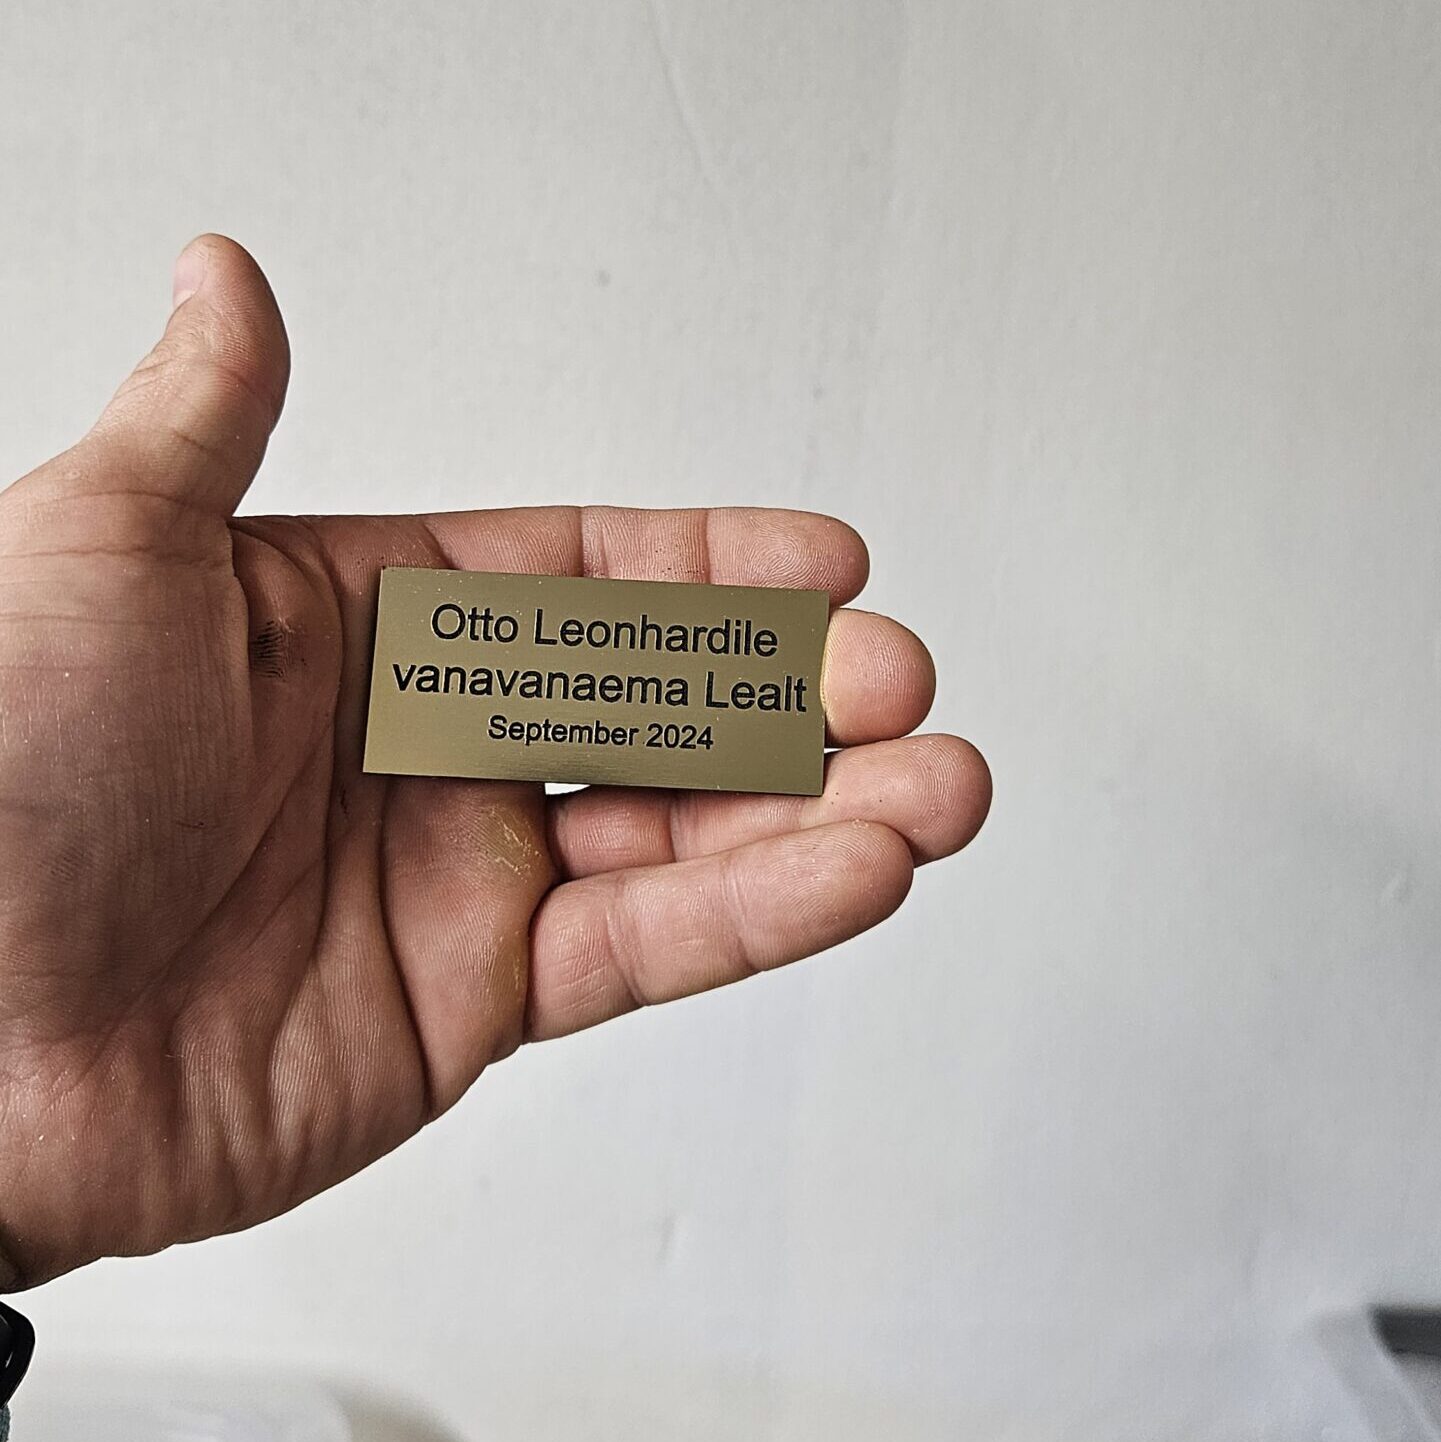 Otto Leonhardile
vanavanaema Lealt
September 2024